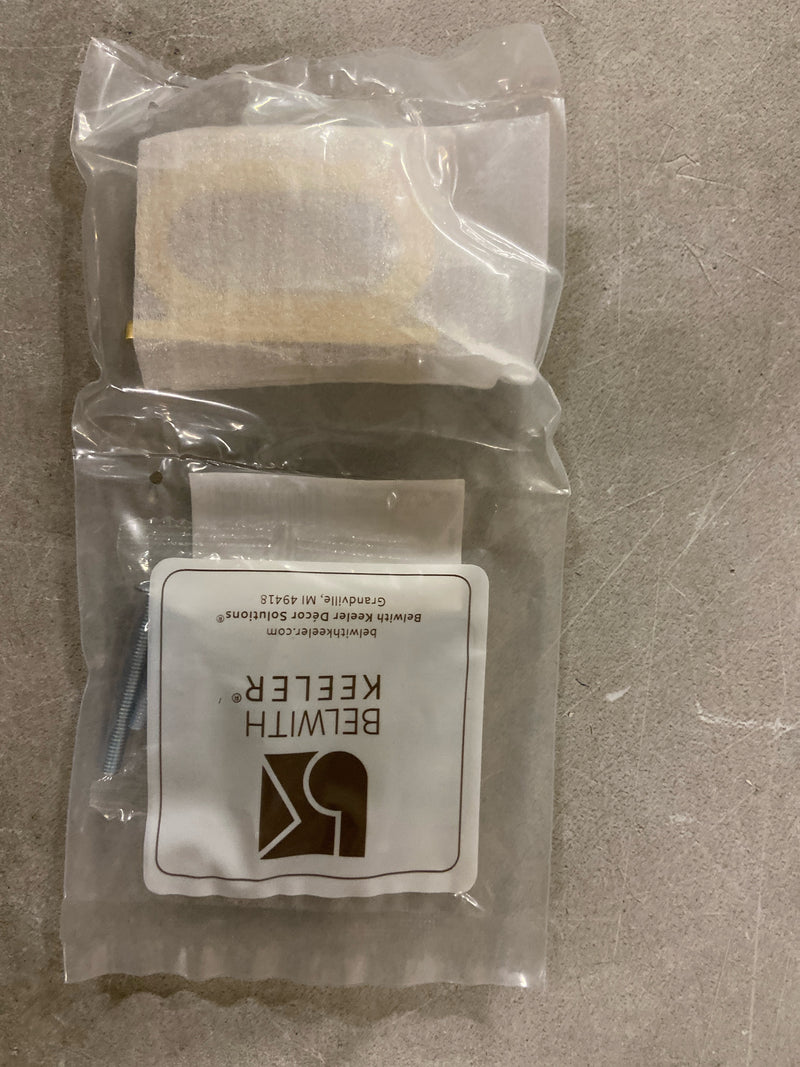 BELWITH
KEELER®
belwithkeeler.com
Belwith Keeler Décor Solutions®
Grandville, MI 49418